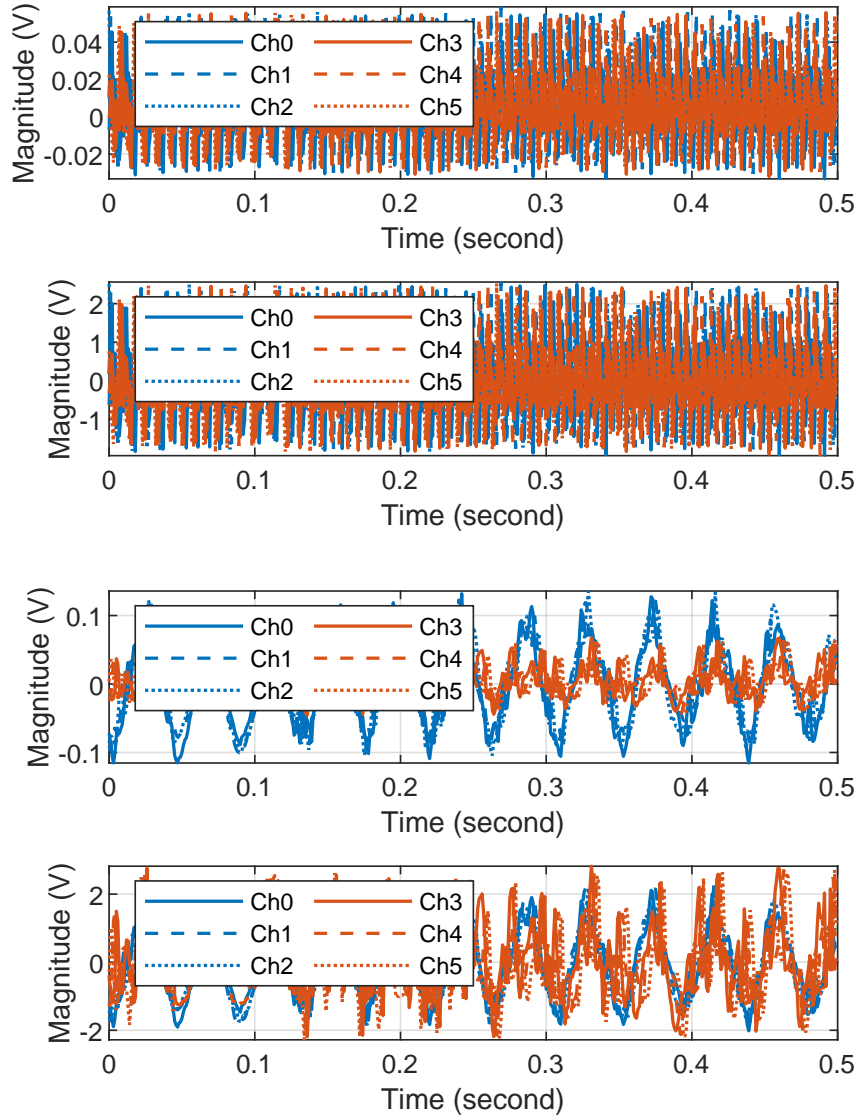 Magnitude (V)
0.04
0.02
0
-0.02
Ch0 Ch3
Ch1 Ch4
Ch2 Ch5
0 0.1 0.2 0.3 0.4 0.5
Time (second)
Magnitude (V)
2
1
0
-1
Ch0 Ch3
Ch1 Ch4
Ch2 Ch5
0 0.1 0.2 0.3 0.4 0.5
Time (second)
Magnitude (V)
0.1
0
-0.1
Ch0 Ch3
Ch1 Ch4
Ch2 Ch5
0 0.1 0.2 0.3 0.4 0.5
Time (second)
Magnitude (V)
2
0
-2
Ch0 Ch3
Ch1 Ch4
Ch2 Ch5
0 0.1 0.2 0.3 0.4 0.5
Time (second)